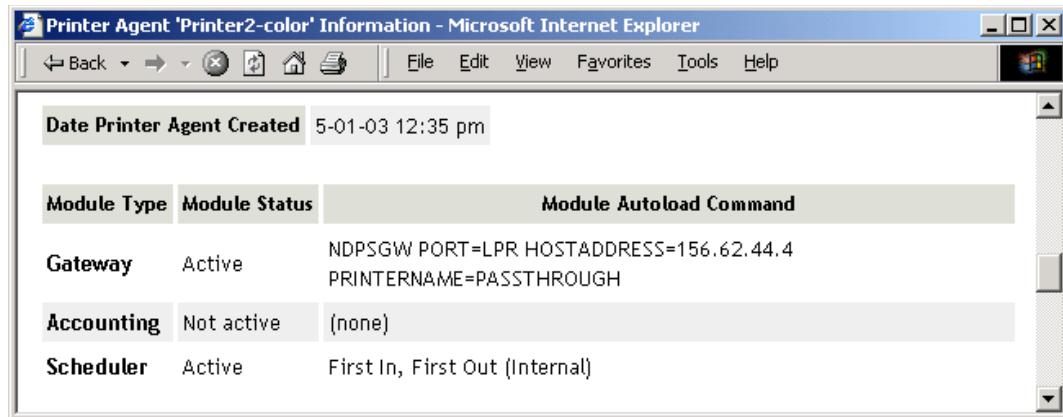 Printer Agent 'Printer2-color' Information - Microsoft Internet Explorer
Back File Edit View Favorites Tools Help
Date Printer Agent Created 5-01-03 12:35 pm
Module Type Module Status Module Autoload Command
Gateway Active NDPSGW PORT=LPR HOSTADDRESS=156.62.44.4
PRINTERNAME=PASSTHROUGH
Accounting Not active (none)
Scheduler Active First In, First Out (Internal)